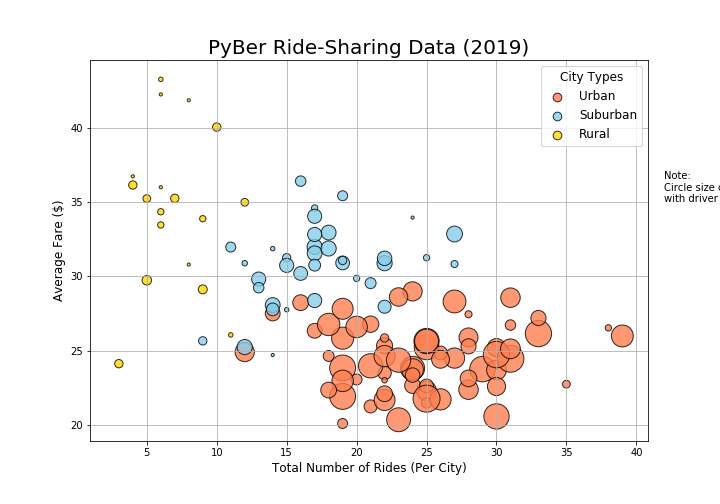 PyBer Ride-Sharing Data (2019)
City Types
Urban
Suburban
Rural
Average Fare ($)
40
35
30
25
20
5 10 15 20 25 30 35 40
Total Number of Rides (Per City)
Note:
Circle size
with driver